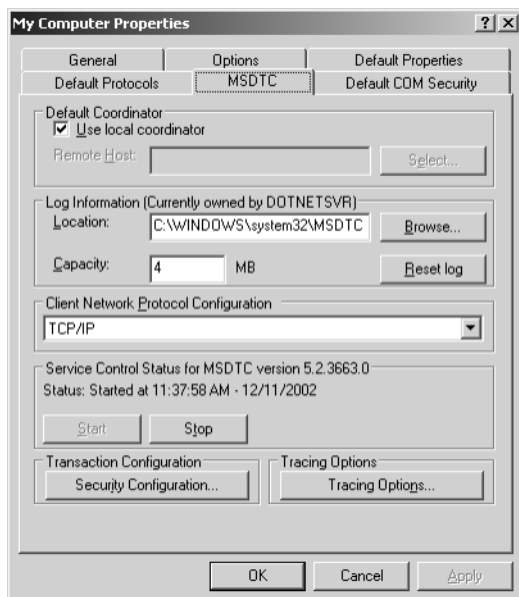 My Computer Properties ? X
General Options Default Properties
Default Protocols MSDTC Default COM Security
Default Coordinator
Use local coordinator
Remote Host: Select...
Log Information (Currently owned by DOTNETSVR)
Location: C:\WINDOWS\system32\MSDTC Browse...
Capacity: 4 MB Reset log
Client Network Protocol Configuration
TCP/IP
Service Control Status for MSDTC version 5.2.3663.0
Status: Started at 11:37:58 AM - 12/11/2002
Start Stop
Transaction Configuration Tracing Options
Security Configuration... Tracing Options...
OK Cancel Apply